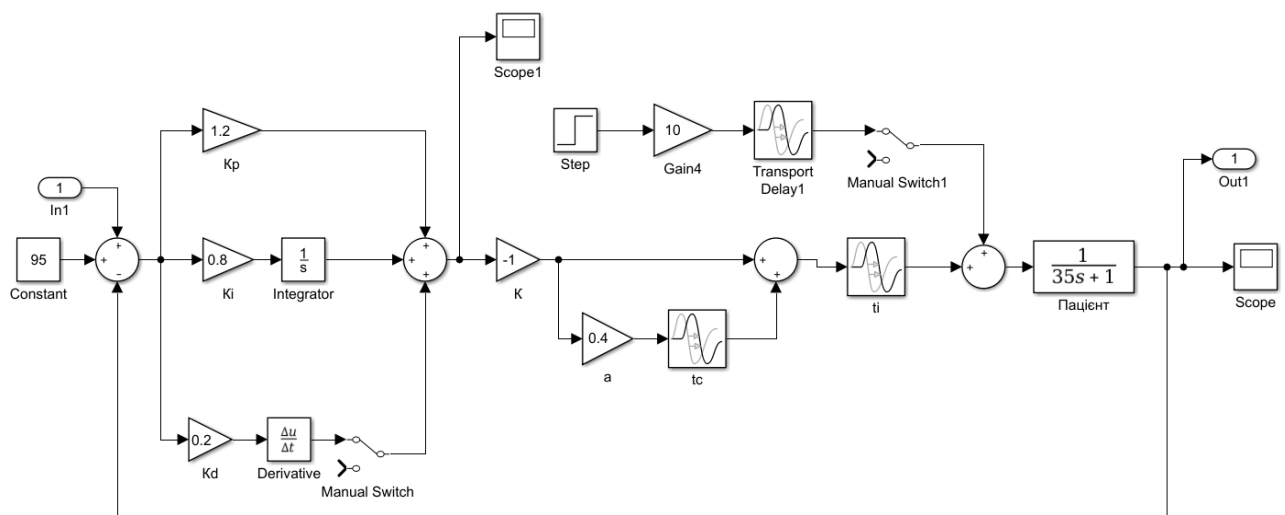 Scope1
1.2
Kp
Step
10
Gain4
Transport
Delay1
Manual Switch1
1
Out1
1
In1
+
+
-
95
Constant
0.8
Ki
1
s
Integrator
+
+
+
-1
K
+
+
ti
+
+
1
35s + 1
Пацієнт
Scope
0.4
a
tc
0.2
Kd
Δu
Δt
Derivative
Manual Switch